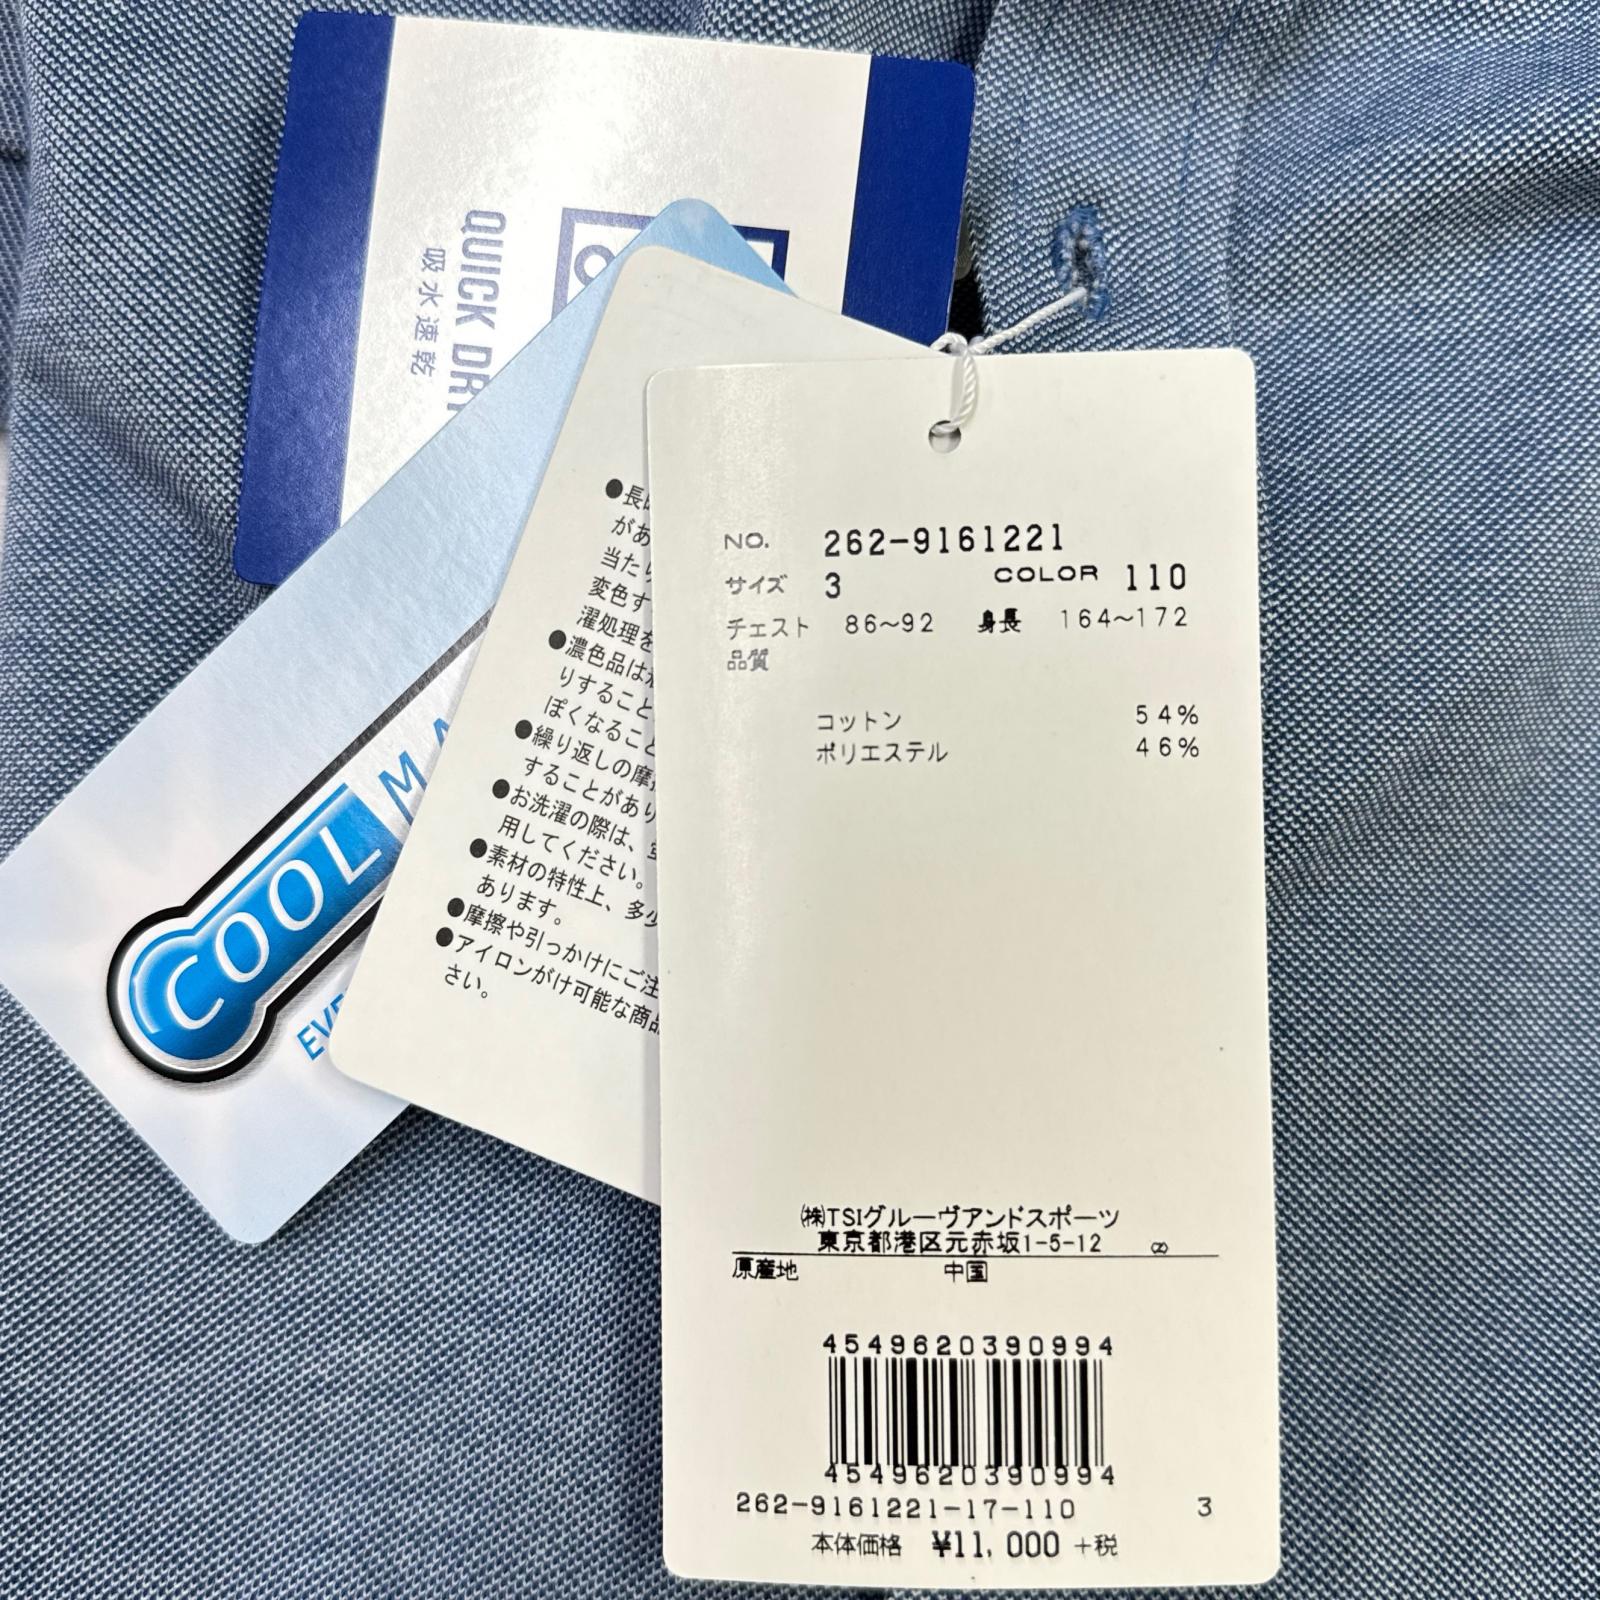 QUICK DRY
吸水速乾
COOL
●長
があ
当たり
変色す
濯処理を
●濃色品は
りすること
ぽくなること
●繰り返しの摩
することがあり
●お洗濯の際は、
用してください。
●素材の特性上、多少
あります。
●摩擦や引っかけにご注
●アイロンがけ可能な商品
さい。
NO. 262-9161221
サイズ 3 COLOR 110
チェスト 86～92 身長 164～172
品質
コットン 54%
ポリエステル 46%
㈱TSIグルーヴアンドスポーツ
東京都港区元赤坂1-5-12
原産地 中国
4549620390994
4549620390994
262-9161221-17-110 3
本体価格 ¥11,000 +税